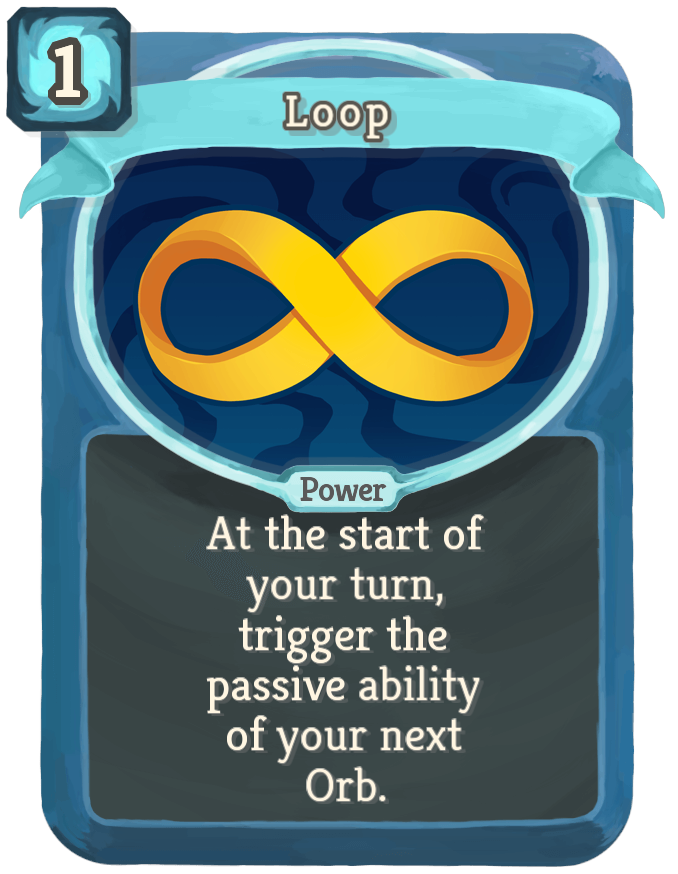 1
Loop
Power
At the start of
your turn,
trigger the
passive ability
of your next
Orb.